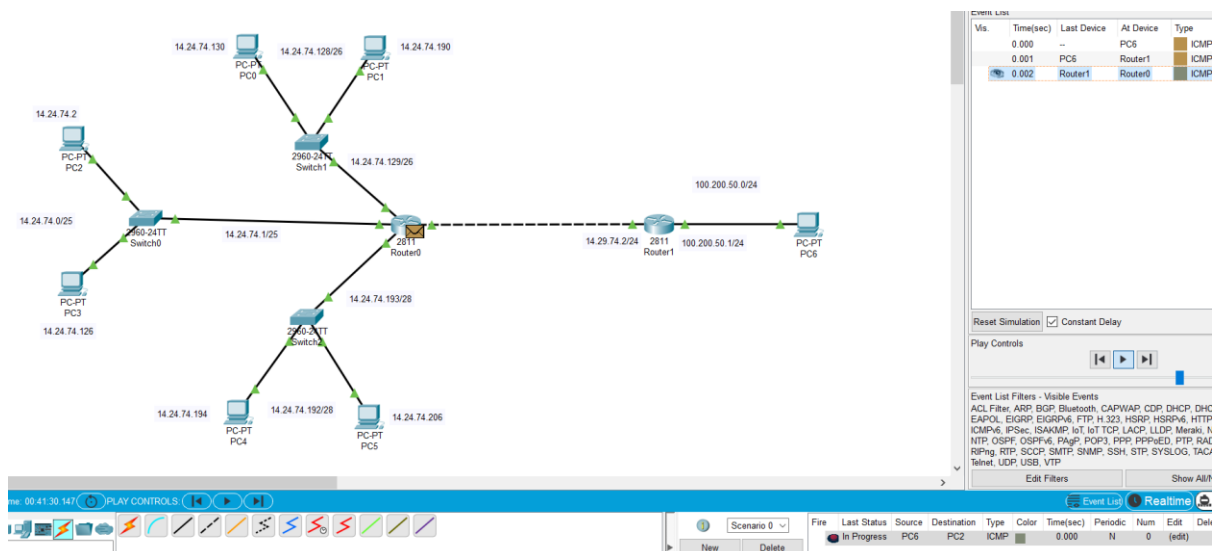 Event List
Vis. Time(sec) Last Device At Device Type
0.000 -- PC6 ICMP
0.001 PC6 Router1 ICMP
0.002 Router1 Router0 ICMP
14.24.74.130
14.24.74.128/26
14.24.74.190
PC-PT
PC0
PC-PT
PC1
14.24.74.2
PC-PT
PC2
2960-24TT
Switch1
14.24.74.129/26
100.200.50.0/24
14.24.74.0/25
2960-24TT
Switch0
14.24.74.1/25
2811
Router0
14.29.74.2/24
2811
Router1
100.200.50.1/24
PC-PT
PC6
PC-PT
PC3
14.24.74.126
14.24.74.193/28
2960-24TT
Switch2
14.24.74.194
14.24.74.192/28
14.24.74.206
PC-PT
PC4
PC-PT
PC5
Reset Simulation Constant Delay
Play Controls
Event List Filters - Visible Events
ACL Filter, ARP, BGP, Bluetooth, CAPWAP, CDP, DHCP, DHC
EAPOL, EIGRP, EIGRPv6, FTP, H.323, HSRP, HSRPv6, HTTP
ICMPv6, IPSec, ISAKMP, IoT, IoT TCP, LACP, LLDP, Meraki, N
NTP, OSPF, OSPFv6, PAgP, POP3, PPP, PPPoED, PTP, RAD
RIPng, RTP, SCCP, SMTP, SNMP, SSH, STP, SYSLOG, TACA
Telnet, UDP, USB, VTP
Edit Filters Show All/N
me: 00:41:30.147 PLAY CONTROLS: Event List Realtime
Scenario 0
New Delete
Fire Last Status Source Destination Type Color Time(sec) Periodic Num Edit Dele
In Progress PC6 PC2 ICMP 0.000 N 0 (edit)